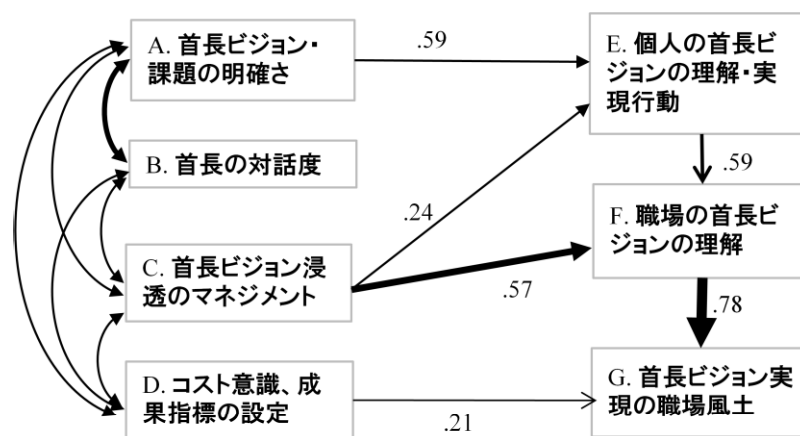 A. 首長ビジョン・
課題の明確さ
.59
E. 個人の首長ビ
ジョンの理解・実
現行動
B. 首長の対話度
.59
.24
F. 職場の首長ビ
ジョンの理解
C. 首長ビジョン浸
透のマネジメント
.57
.78
D. コスト意識、成
果指標の設定
.21
G. 首長ビジョン実
現の職場風土